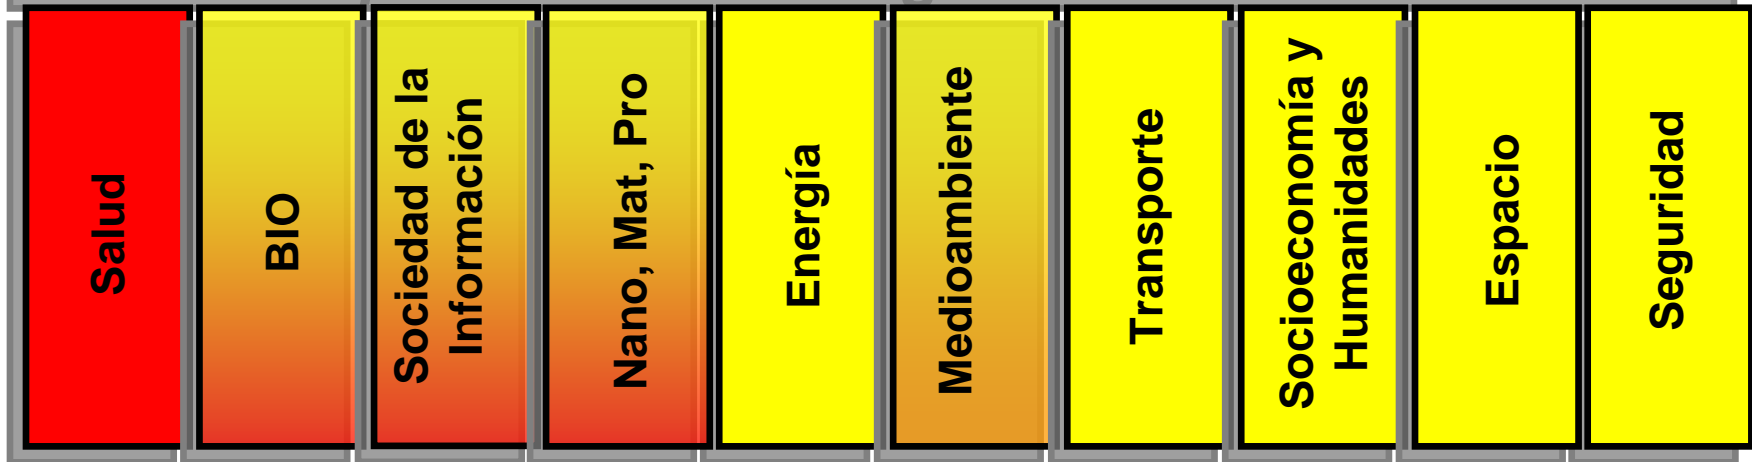 Salud
BIO
Sociedad de la
Información
Nano, Mat, Pro
Energía
Medioambiente
Transporte
Socioeconomía y
Humanidades
Espacio
Seguridad